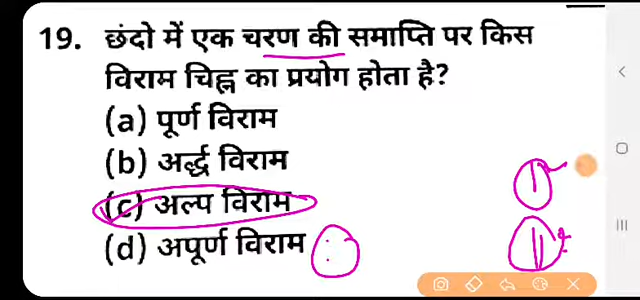 19. छंदो में एक चरण की समाप्ति पर किस
विराम चिह्न का प्रयोग होता है?
(a) पूर्ण विराम
(b) अर्द्ध विराम
(c) अल्प विराम
(d) अपूर्ण विराम :
।
॥